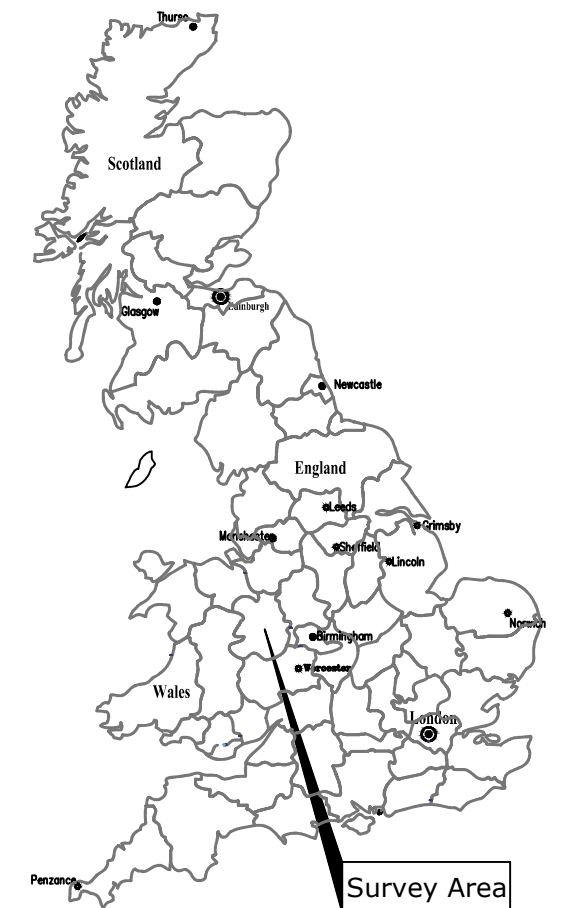 Thurso
Scotland
Glasgow
Edinburgh
Newcastle
England
Leeds
Grimsby
Manchester
Sheffield
Lincoln
Norwich
Birmingham
Worcester
Wales
London
Penzance
Survey Area